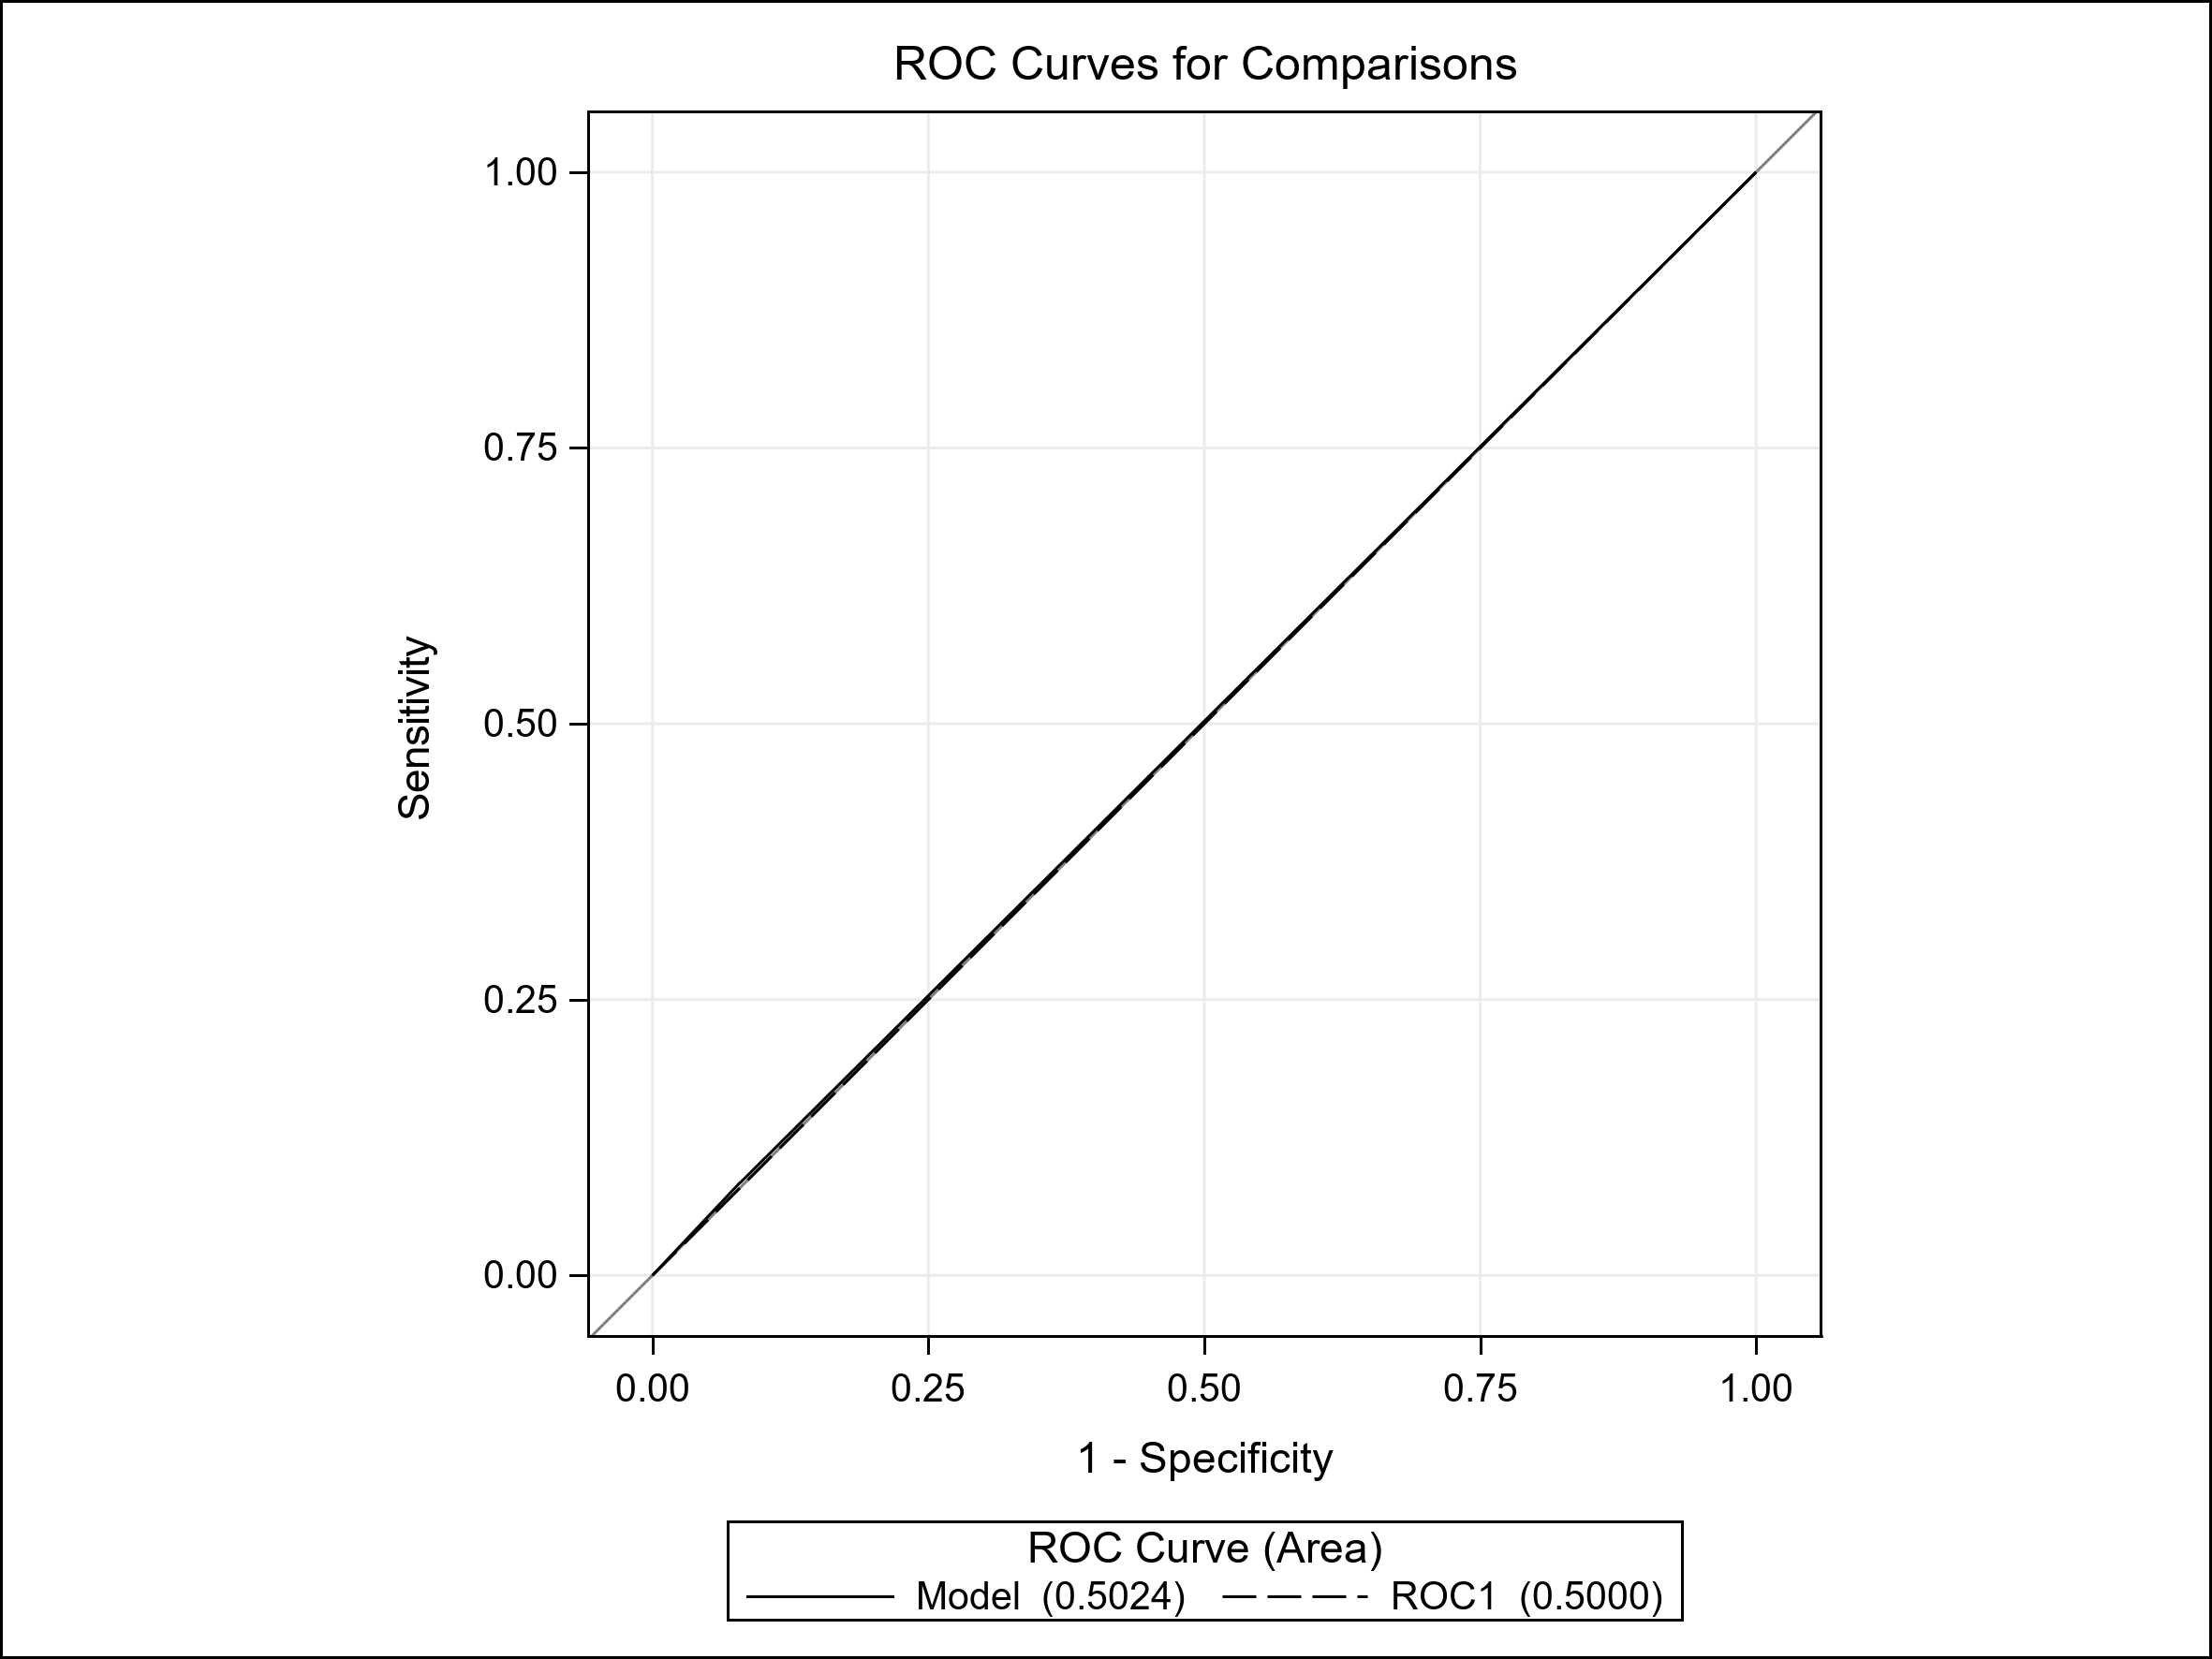 ROC Curves for Comparisons
1.00
0.75
0.50
0.25
0.00
Sensitivity
0.00 0.25 0.50 0.75 1.00
1 - Specificity
ROC Curve (Area)
Model (0.5024) ROC1 (0.5000)